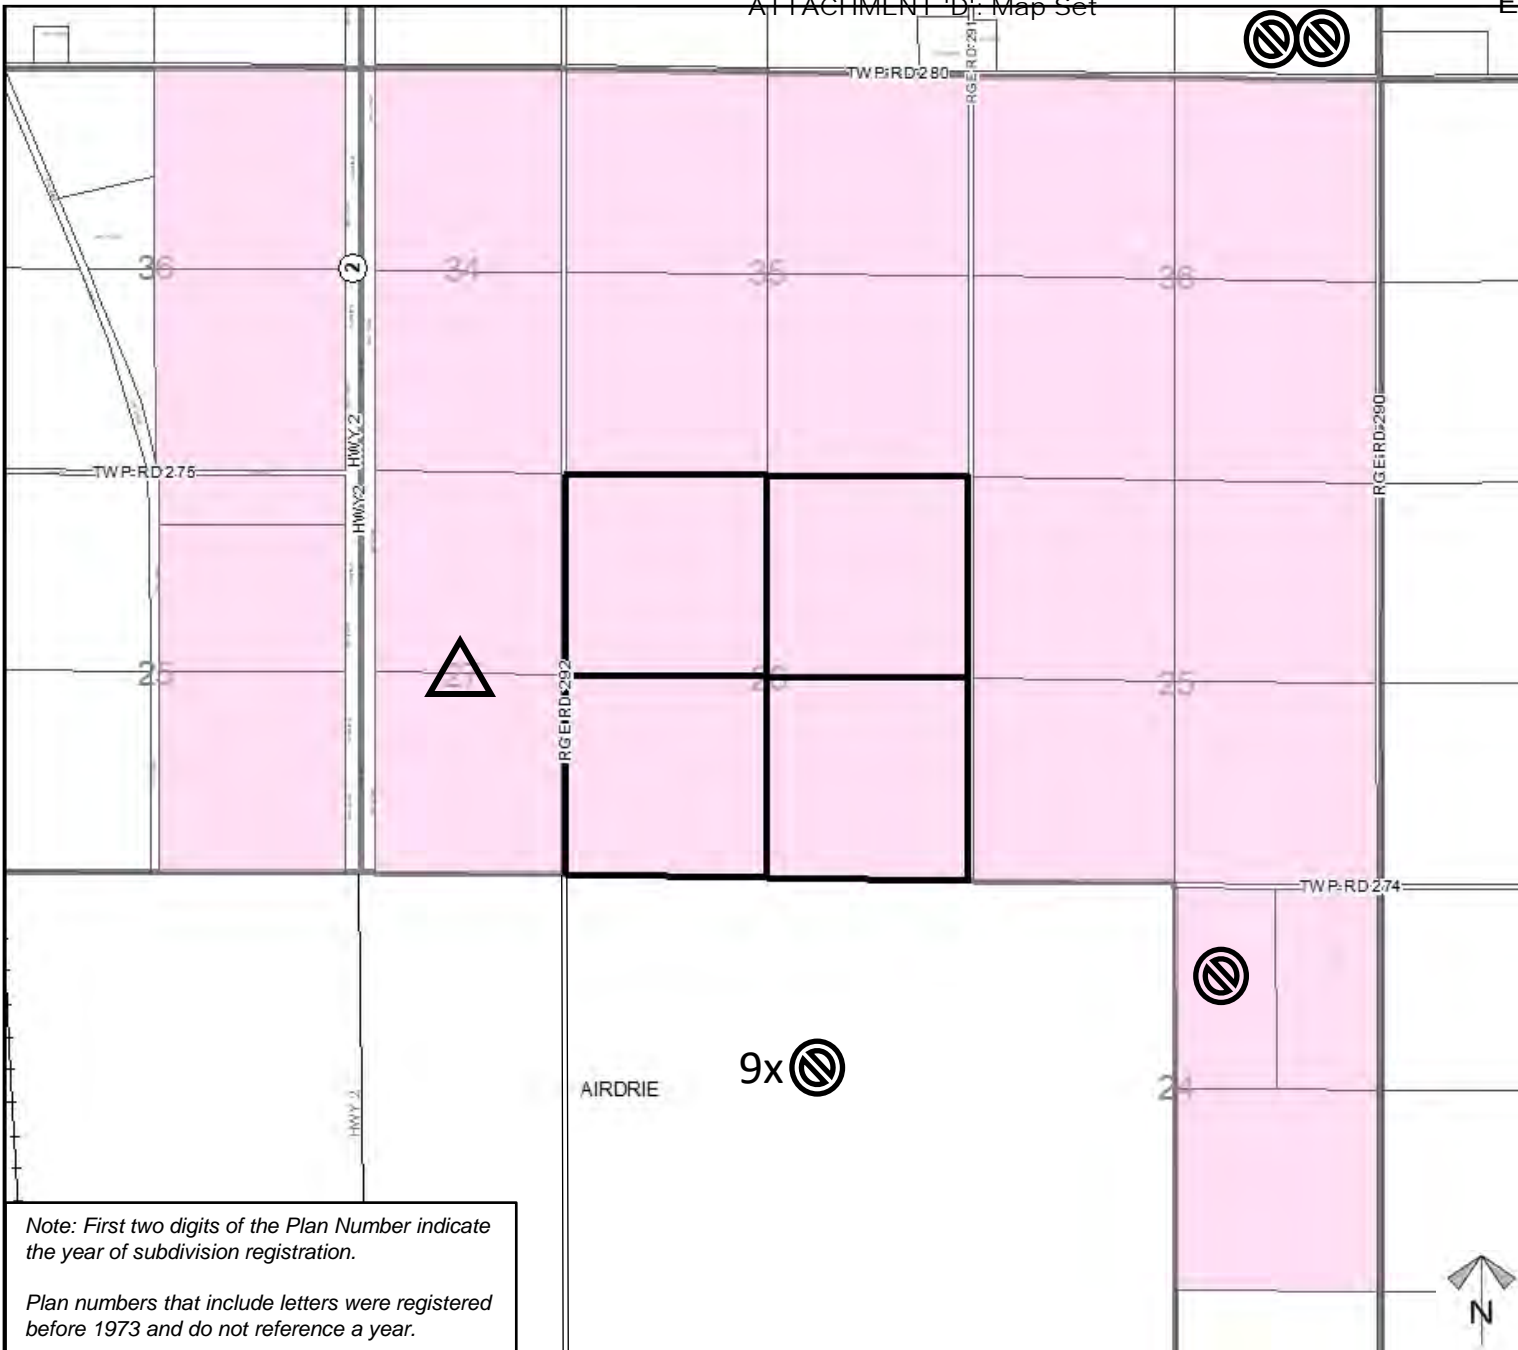 ATTACHMENT 'D': Map Set
E
RGE RD 291
TWP RD 280
36
2
34
35
36
HWY 2
TWP RD 275
HWY 2
RGE RD 290
25
27
26
25
RGE RD 292
TWP RD 274
9x
AIRDRIE
24
HWY 2
Note: First two digits of the Plan Number indicate
the year of subdivision registration.
Plan numbers that include letters were registered
before 1973 and do not reference a year.
N